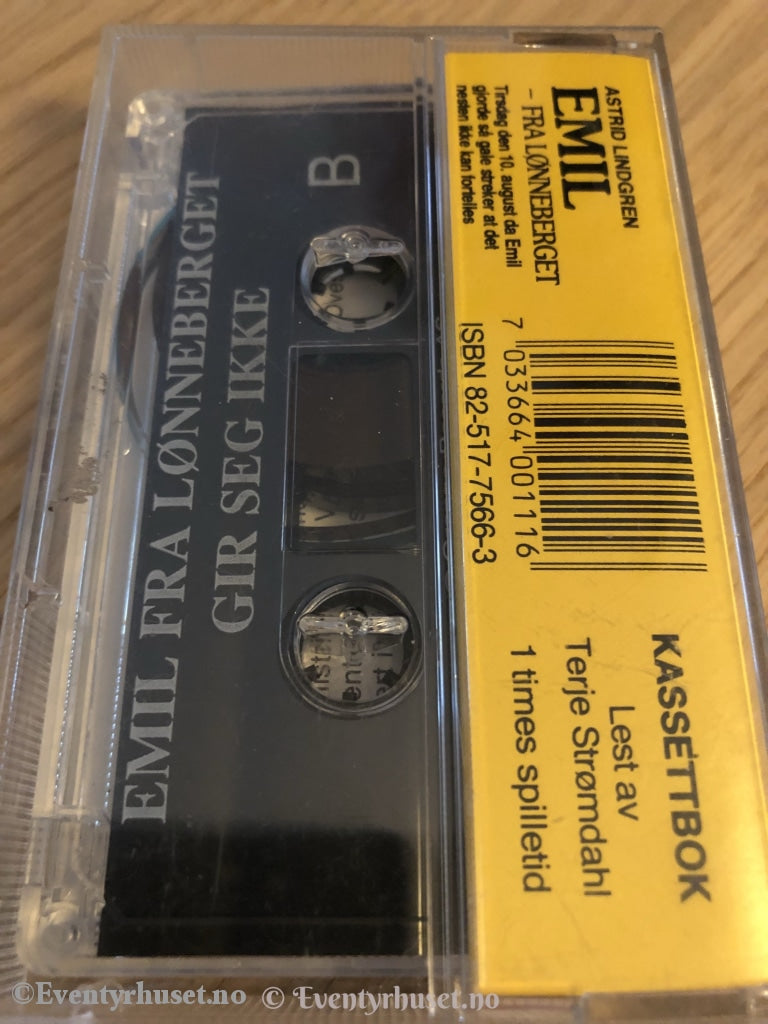 EMIL FRA LØNNEBERGET
GIR SEG IKKE
B
ASTRID LINDGREN
EMIL
- FRA LØNNEBERGET
Tirsdag den 10. august da Emil
gjorde så gale streker at det
nesten ikke kan fortelles
7 033664 001116
ISBN 82-517-7566-3
KASSETTBOK
Lest av
Terje Strømdahl
1 times spilletid
©Eventyrhuset.no © Eventyrhuset.no